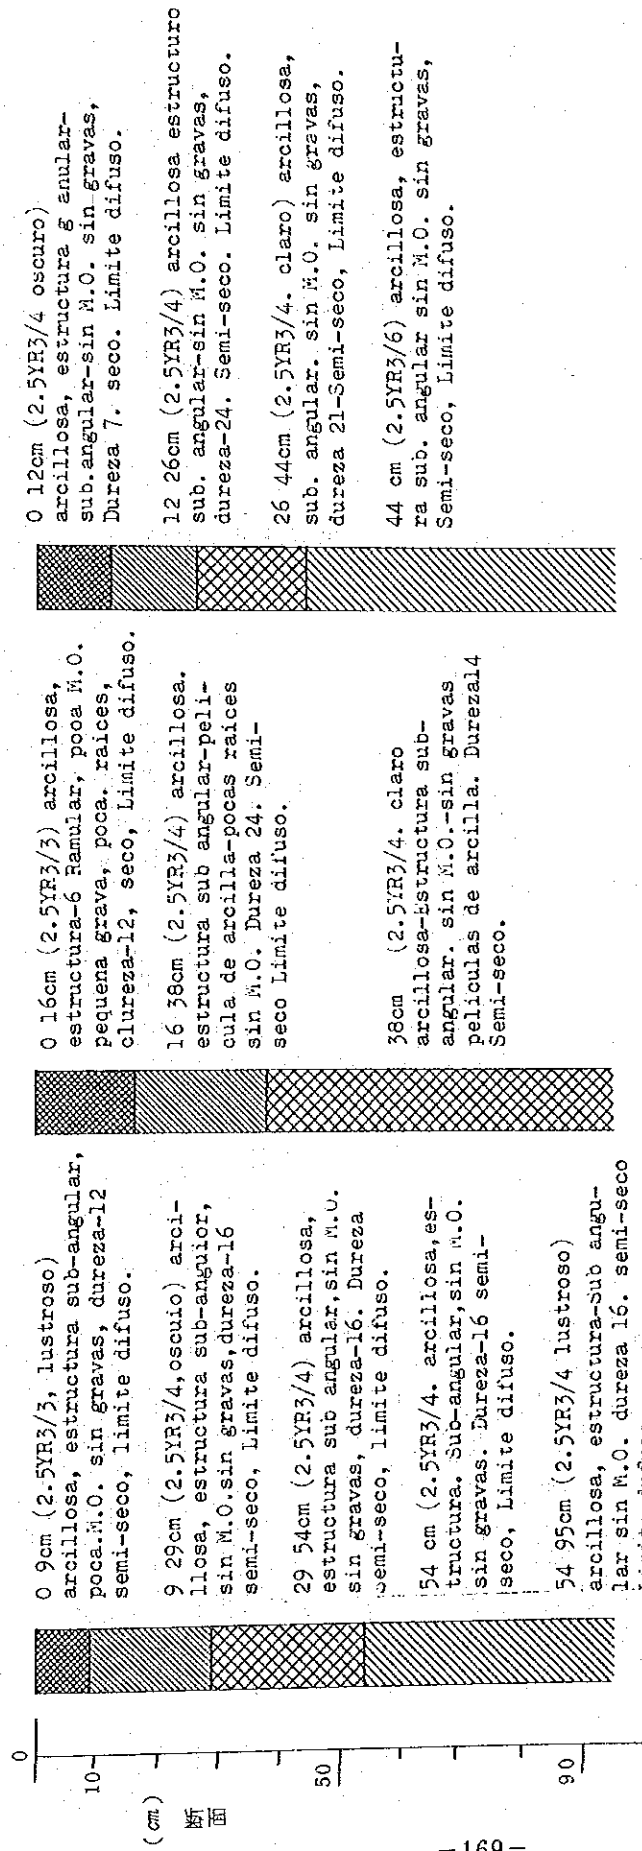 0
10
50
90
(cm)
断面
0 9cm (2.5YR3/3, lustroso)
arcillosa, estructura sub-angular,
poca.M.O. sin gravas, dureza-12
semi-seco, limite difuso.
9 29cm (2.5YR3/4,oscuio) arci-
llosa, estructura sub-anguior,
sin M.O.sin gravas,dureza-16
semi-seco, Limite difuso.
29 54cm (2.5YR3/4) arcillosa,
estructura sub angular,sin M.O.
sin gravas, dureza-16. Dureza
semi-seco, limite difuso.
54 cm (2.5YR3/4. arcillosa,es-
tructura. Sub-angular,sin M.O.
sin gravas. Dureza-16 semi-
seco, Limite difuso.
54 95cm (2.5YR3/4 lustroso)
arcillosa, estructura-Sub angu-
lar sin M.O. dureza 16. semi-seco
0 16cm (2.5YR3/3) arcillosa,
estructura-6 Ramular, pooa M.O.
pequena grava, poca. raices,
clureza-12, seco, Limite difuso.
16 38cm (2.5YR3/4) arcillosa.
estructura sub angular-peli-
cula de arcilla-pocas raices
sin M.O. Dureza 24. Semi-
seco Limite difuso.
38cm (2.5YR3/4. claro
arcillosa-Estructura sub-
angular. sin M.O.-sin gravas
peliculas de arcilla. Dureza14
Semi-seco.
0 12cm (2.5YR3/4 oscuro)
arcillosa, estructura g anular-
sub.angular-sin M.O. sin gravas,
Dureza 7. seco. Limite difuso.
12 26cm (2.5YR3/4) arcillosa estructuro
sub. angular-sin M.O. sin gravas,
dureza-24. Semi-seco. Limite difuso.
26 44cm (2.5YR3/4. claro) arcillosa,
sub. angular. sin M.O. sin gravas,
dureza 21-Semi-seco, Limite difuso.
44 cm (2.5YR3/6) arcillosa, estructu-
ra sub. angular sin M.O. sin gravas,
Semi-seco, Limite difuso.
-169-